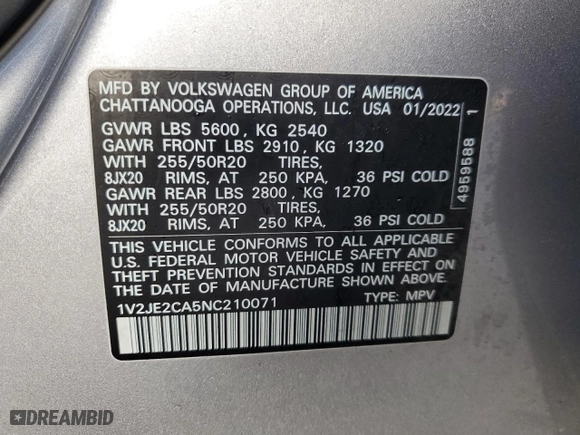 MFD BY VOLKSWAGEN GROUP OF AMERICA
CHATTANOOGA OPERATIONS, LLC. USA 01/2022
GVWR LBS 5600, KG 2540
GAWR FRONT LBS 2910, KG 1320
WITH 255/50R20 TIRES,
8JX20 RIMS, AT 250 KPA, 36 PSI COLD
GAWR REAR LBS 2800, KG 1270
WITH 255/50R20 TIRES,
8JX20 RIMS, AT 250 KPA, 36 PSI COLD
THIS VEHICLE CONFORMS TO ALL APPLICABLE
U.S. FEDERAL MOTOR VEHICLE SAFETY AND
THEFT PREVENTION STANDARDS IN EFFECT ON
THE DATE OF MANUFACTURE SHOWN ABOVE.
1V2JE2CA5NC210071 TYPE: MPV
4959588 1
DREAMBID